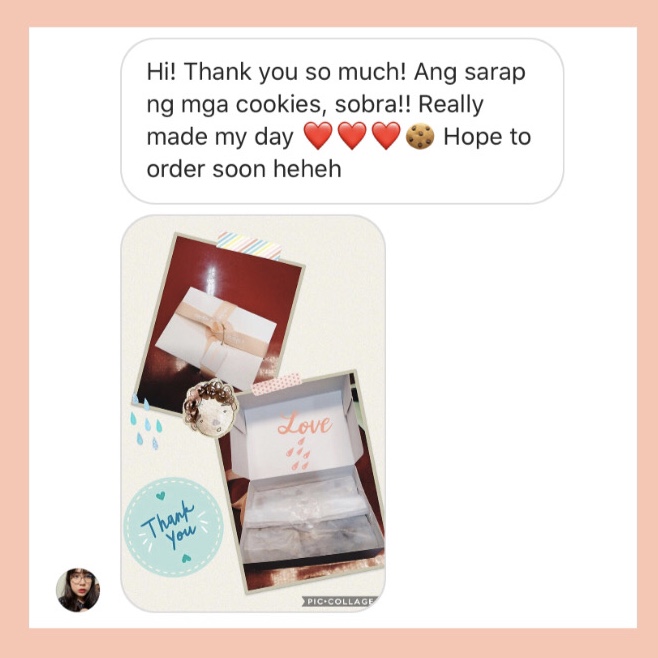 Hi! Thank you so much! Ang sarap
ng mga cookies, sobra!! Really
made my day ❤️❤️❤️🍪 Hope to
order soon heheh
Love
Thank
You
PIC•COLLAGE